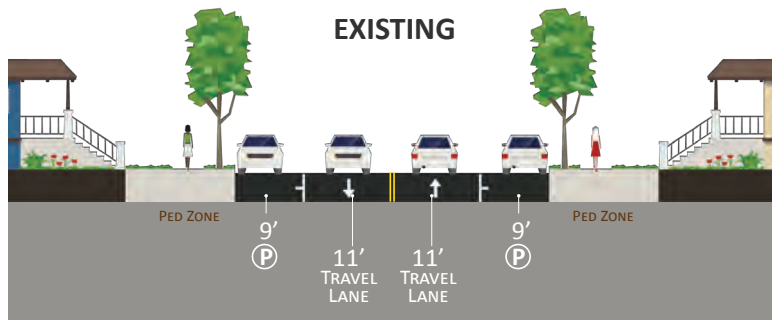 EXISTING
PED ZONE
PED ZONE
9’
P
11’
TRAVEL
LANE
11’
TRAVEL
LANE
9’
P